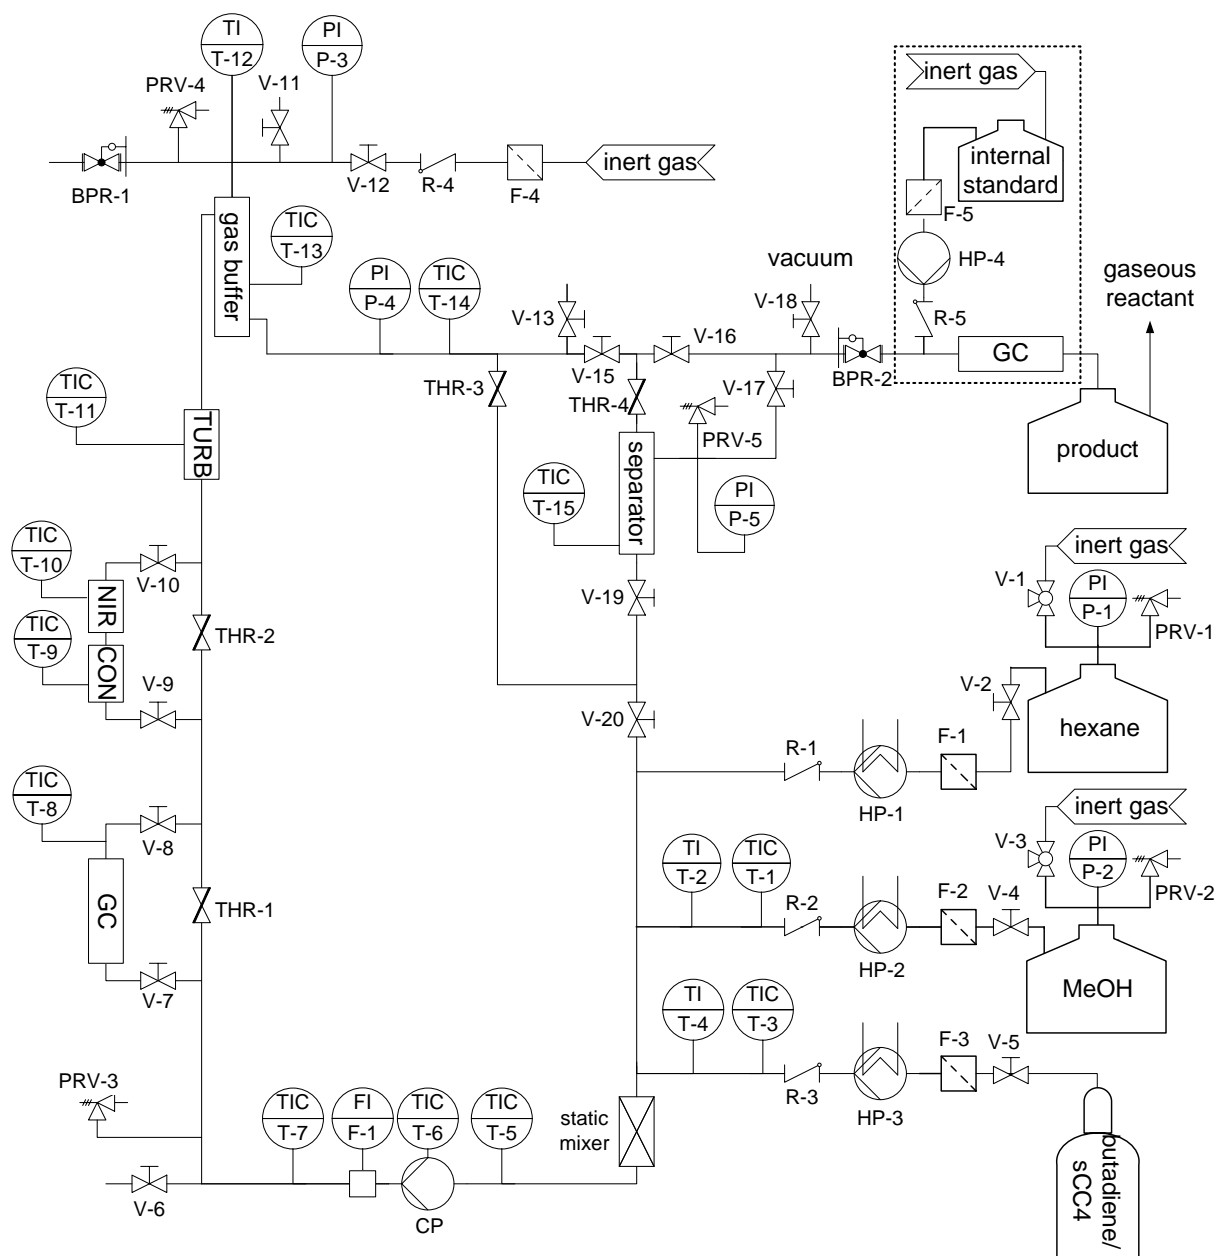 TI
T-12
PI
P-3
PRV-4
V-11
BPR-1
V-12
R-4
F-4
inert gas
inert gas
internal
standard
F-5
HP-4
R-5
GC
gaseous
reactant
vacuum
V-18
BPR-2
product
gas buffer
TIC
T-13
PI
P-4
TIC
T-14
V-13
V-15
V-16
V-17
THR-3
THR-4
PRV-5
separator
TIC
T-15
PI
P-5
V-19
V-20
TIC
T-11
TURB
TIC
T-10
V-10
NIR
TIC
T-9
CON
V-9
THR-2
TIC
T-8
V-8
GC
THR-1
V-7
PRV-3
V-6
TIC
T-7
FI
F-1
TIC
T-6
TIC
T-5
CP
static
mixer
inert gas
V-1
PI
P-1
PRV-1
V-2
hexane
R-1
HP-1
F-1
inert gas
V-3
PI
P-2
PRV-2
TI
T-2
TIC
T-1
R-2
HP-2
F-2
V-4
MeOH
TI
T-4
TIC
T-3
R-3
HP-3
F-3
V-5
butadiene/
sCC4